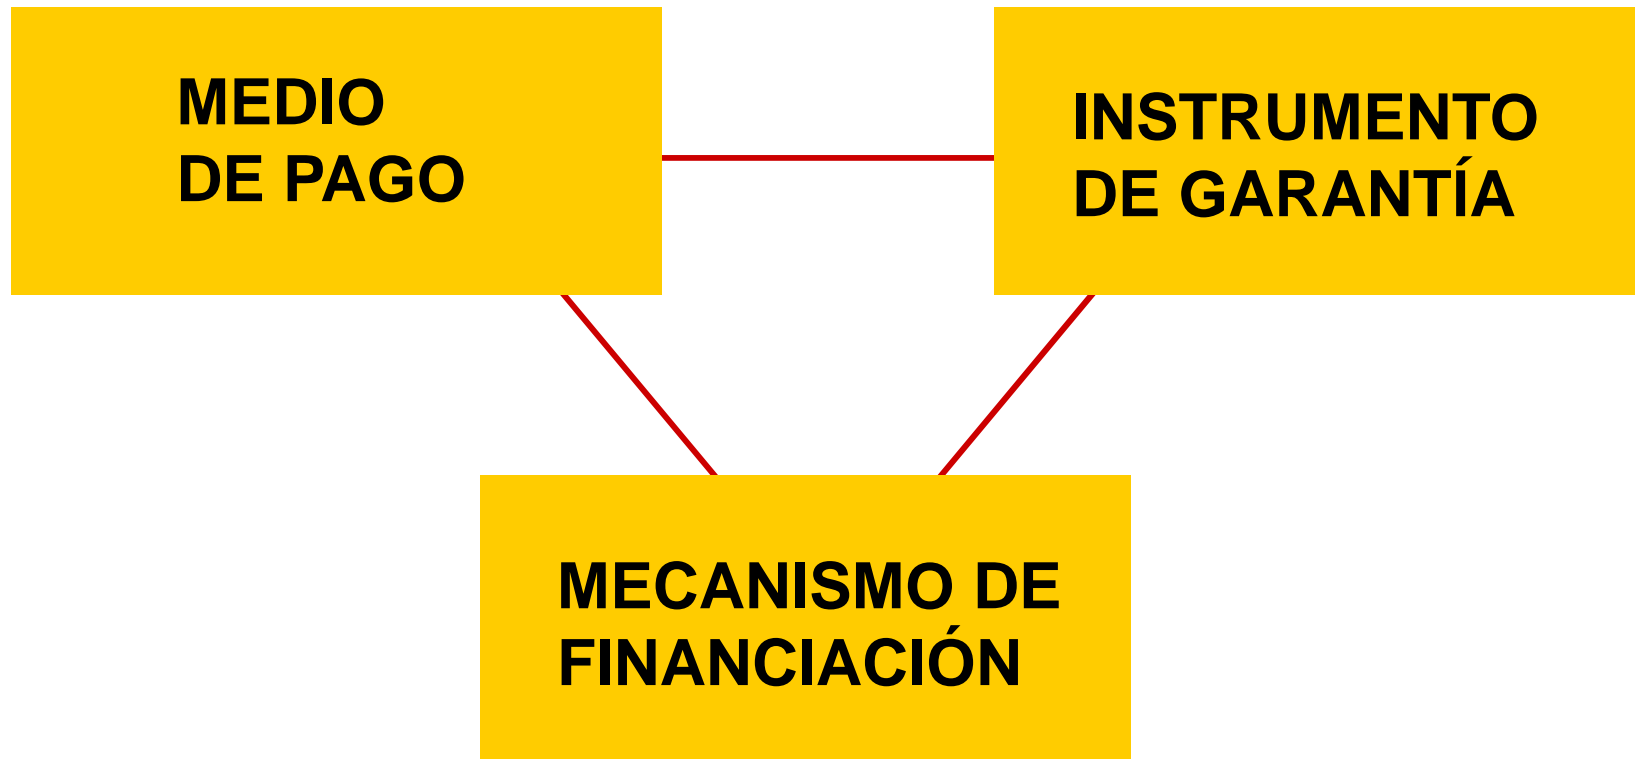 MEDIO
DE PAGO
INSTRUMENTO
DE GARANTÍA
MECANISMO DE
FINANCIACIÓN